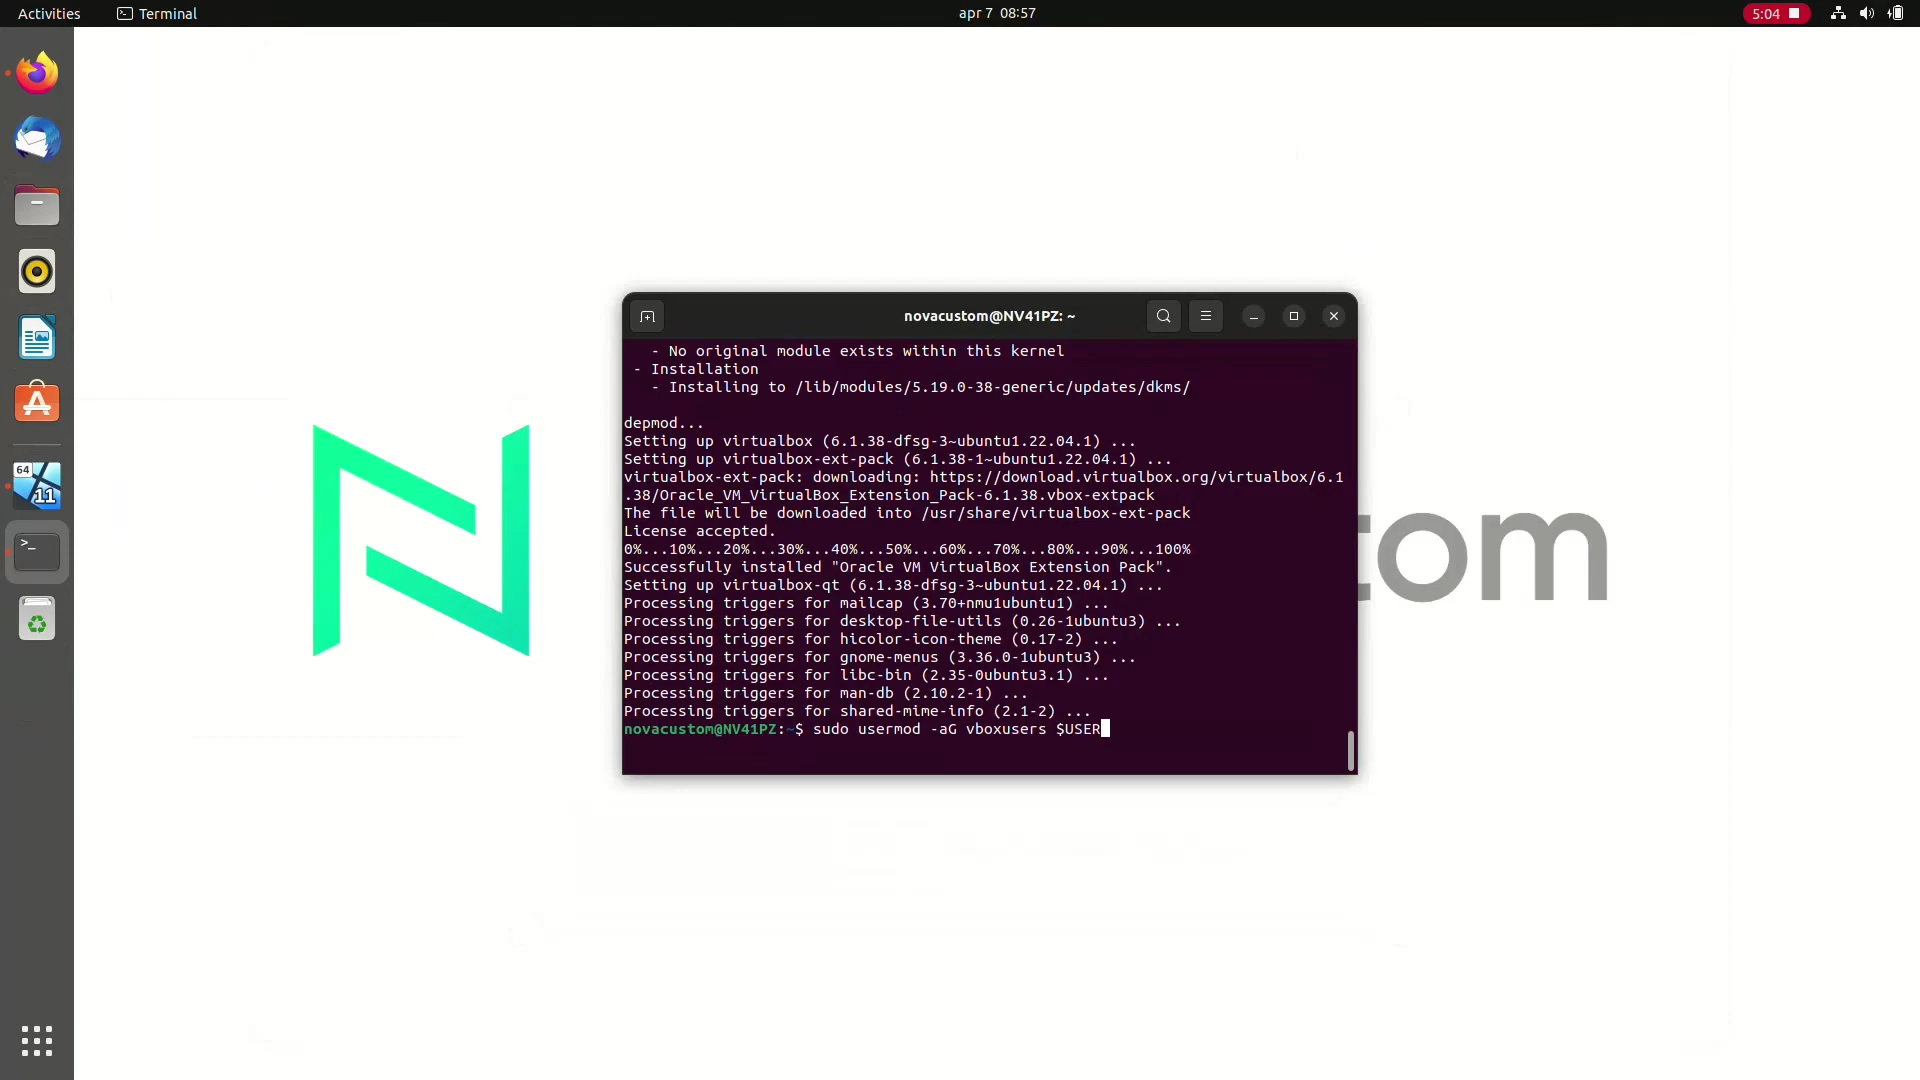 Activities
Terminal
apr 7 08:57
5:04
64
11
>_
com
novacustom@NV41PZ: ~
- No original module exists within this kernel
- Installation
- Installing to /lib/modules/5.19.0-38-generic/updates/dkms/
depmod...
Setting up virtualbox (6.1.38-dfsg-3~ubuntu1.22.04.1) ...
Setting up virtualbox-ext-pack (6.1.38-1~ubuntu1.22.04.1) ...
virtualbox-ext-pack: downloading: https://download.virtualbox.org/virtualbox/6.1
.38/Oracle_VM_VirtualBox_Extension_Pack-6.1.38.vbox-extpack
The file will be downloaded into /usr/share/virtualbox-ext-pack
License accepted.
0%...10%...20%...30%...40%...50%...60%...70%...80%...90%...100%
Successfully installed "Oracle VM VirtualBox Extension Pack".
Setting up virtualbox-qt (6.1.38-dfsg-3~ubuntu1.22.04.1) ...
Processing triggers for mailcap (3.70+nmu1ubuntu1) ...
Processing triggers for desktop-file-utils (0.26-1ubuntu3) ...
Processing triggers for hicolor-icon-theme (0.17-2) ...
Processing triggers for gnome-menus (3.36.0-1ubuntu3) ...
Processing triggers for libc-bin (2.35-0ubuntu3.1) ...
Processing triggers for man-db (2.10.2-1) ...
Processing triggers for shared-mime-info (2.1-2) ...
novacustom@NV41PZ:~$ sudo usermod -aG vboxusers $USER